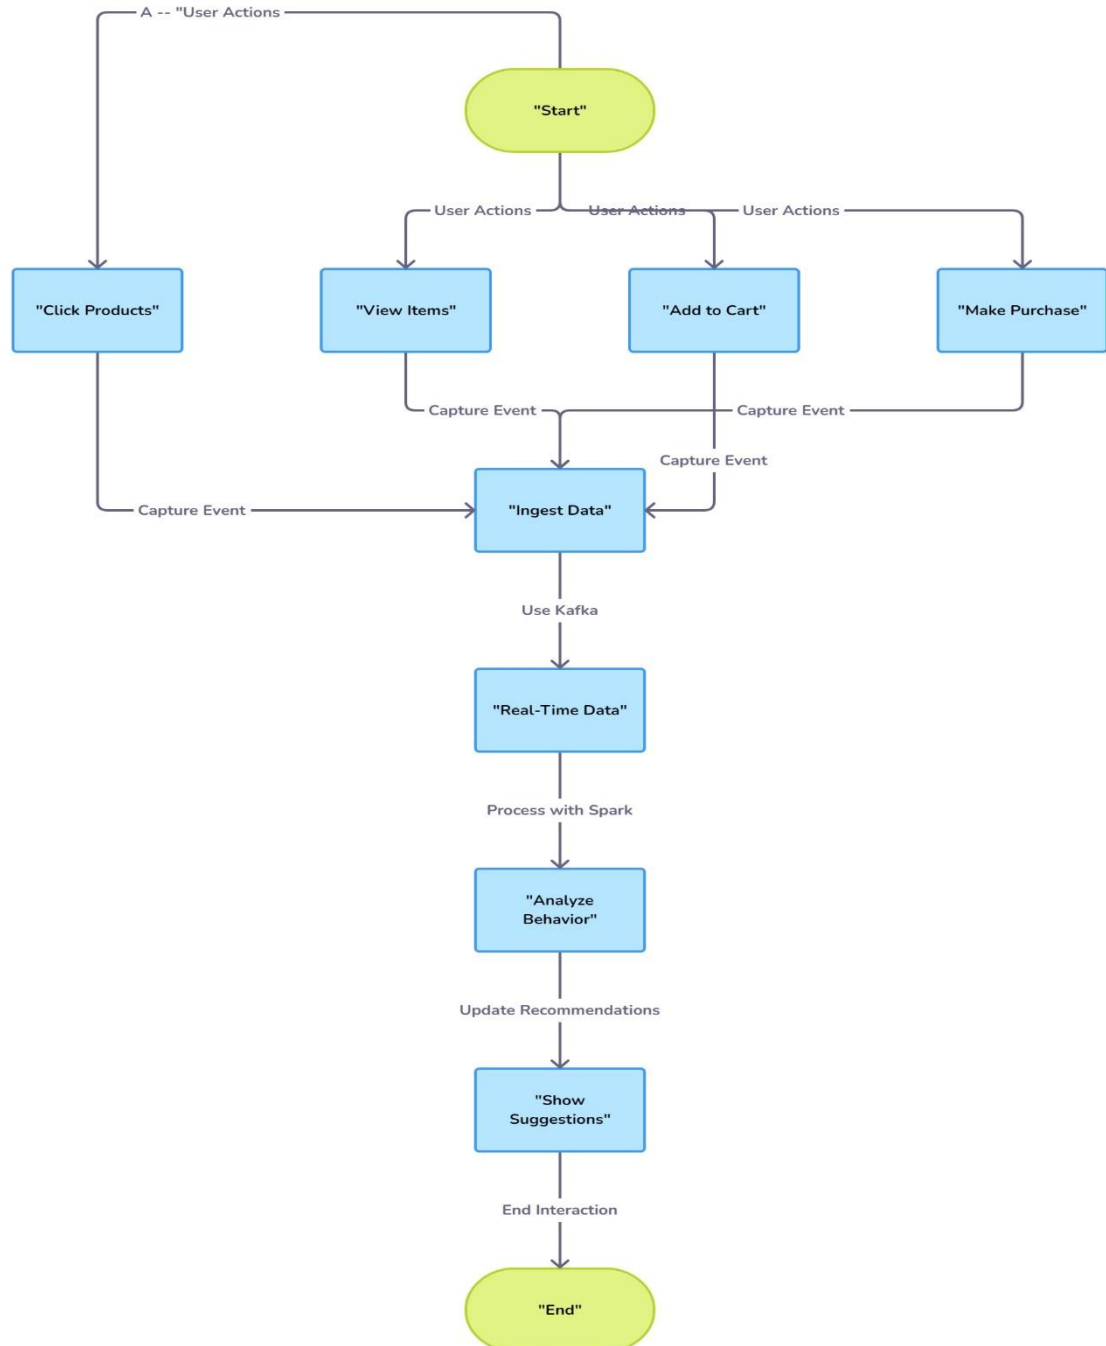 A -- "User Actions
"Start"
User Actions
User Actions
User Actions
"Click Products"
"View Items"
"Add to Cart"
"Make Purchase"
Capture Event
Capture Event
Capture Event
Capture Event
"Ingest Data"
Use Kafka
"Real-Time Data"
Process with Spark
"Analyze
Behavior"
Update Recommendations
"Show
Suggestions"
End Interaction
"End"